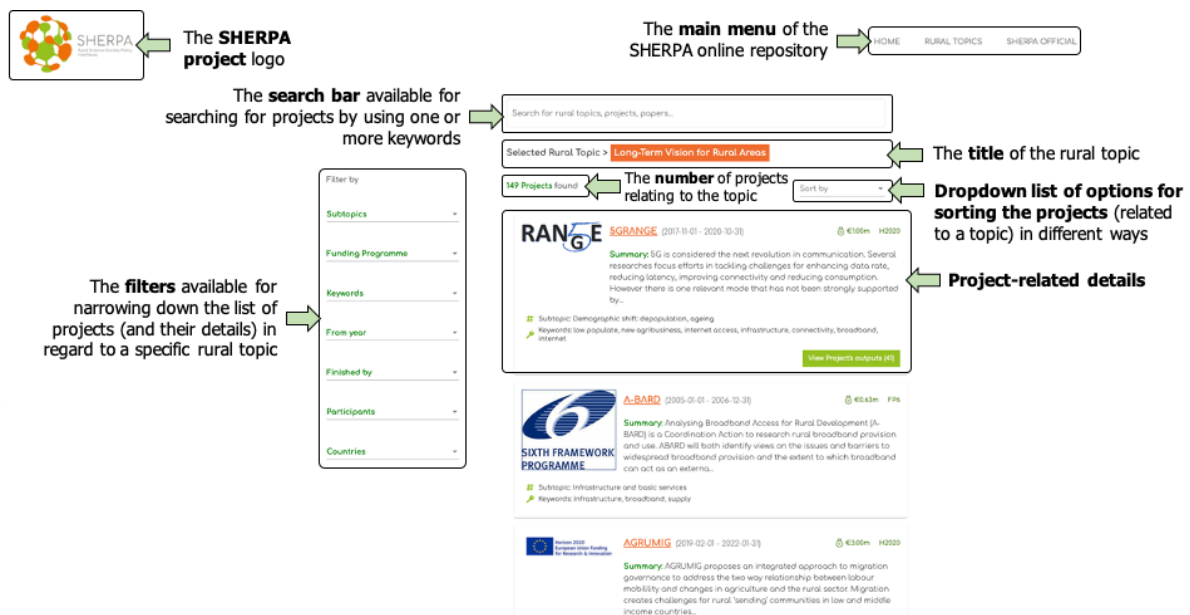 SHERPA
Rural Science-Society-Policy
Interfaces
The SHERPA
project logo
The main menu of the
SHERPA online repository
HOME RURAL TOPICS SHERPA OFFICIAL
The search bar available for
searching for projects by using one or
more keywords
Search for rural topics, projects, papers...
Selected Rural Topic > Long-Term Vision for Rural Areas
The title of the rural topic
149 Projects found
The number of projects
relating to the topic
Sort by
Dropdown list of options for
sorting the projects (related
to a topic) in different ways
Filter by
Subtopics
Funding Programme
Keywords
From year
Finished by
Participants
Countries
The filters available for
narrowing down the list of
projects (and their details) in
regard to a specific rural topic
RAN5GE
5GRANGE (2017-11-01 - 2020-10-31) €1.00m H2020
Summary: 5G is considered the next revolution in communication. Several
researches focus efforts in tackling challenges for enhancing data rate,
reducing latency, improving connectivity and reducing consumption.
However there is one relevant mode that has not been strongly supported
by...
Subtopic: Demographic shift: depopulation, ageing
Keywords: low populate, new agribusiness, internet access, infrastructure, connectivity, broadband,
internet
View Project's outputs (41)
Project-related details
6
SIXTH FRAMEWORK
PROGRAMME
A-BARD (2005-01-01 - 2006-12-31) €0.63m FP6
Summary: Analysing Broadband Access for Rural Development (A-
BARD) is a Coordination Action to research rural broadband provision
and use. ABARD will both identify views on the issues and barriers to
widespread broadband provision and the extent to which broadband
can act as an externa...
Subtopic: Infrastructure and basic services
Keywords: infrastructure, broadband, supply
Horizon 2020
European Union Funding
for Research & Innovation
AGRUMIG (2019-02-01 - 2022-01-31) €3.00m H2020
Summary: AGRUMIG proposes an integrated approach to migration
governance to address the two way relationship between labour
mobility and changes in agriculture and the rural sector. Migration
creates challenges for rural 'sending' communities in low and middle
income countries...